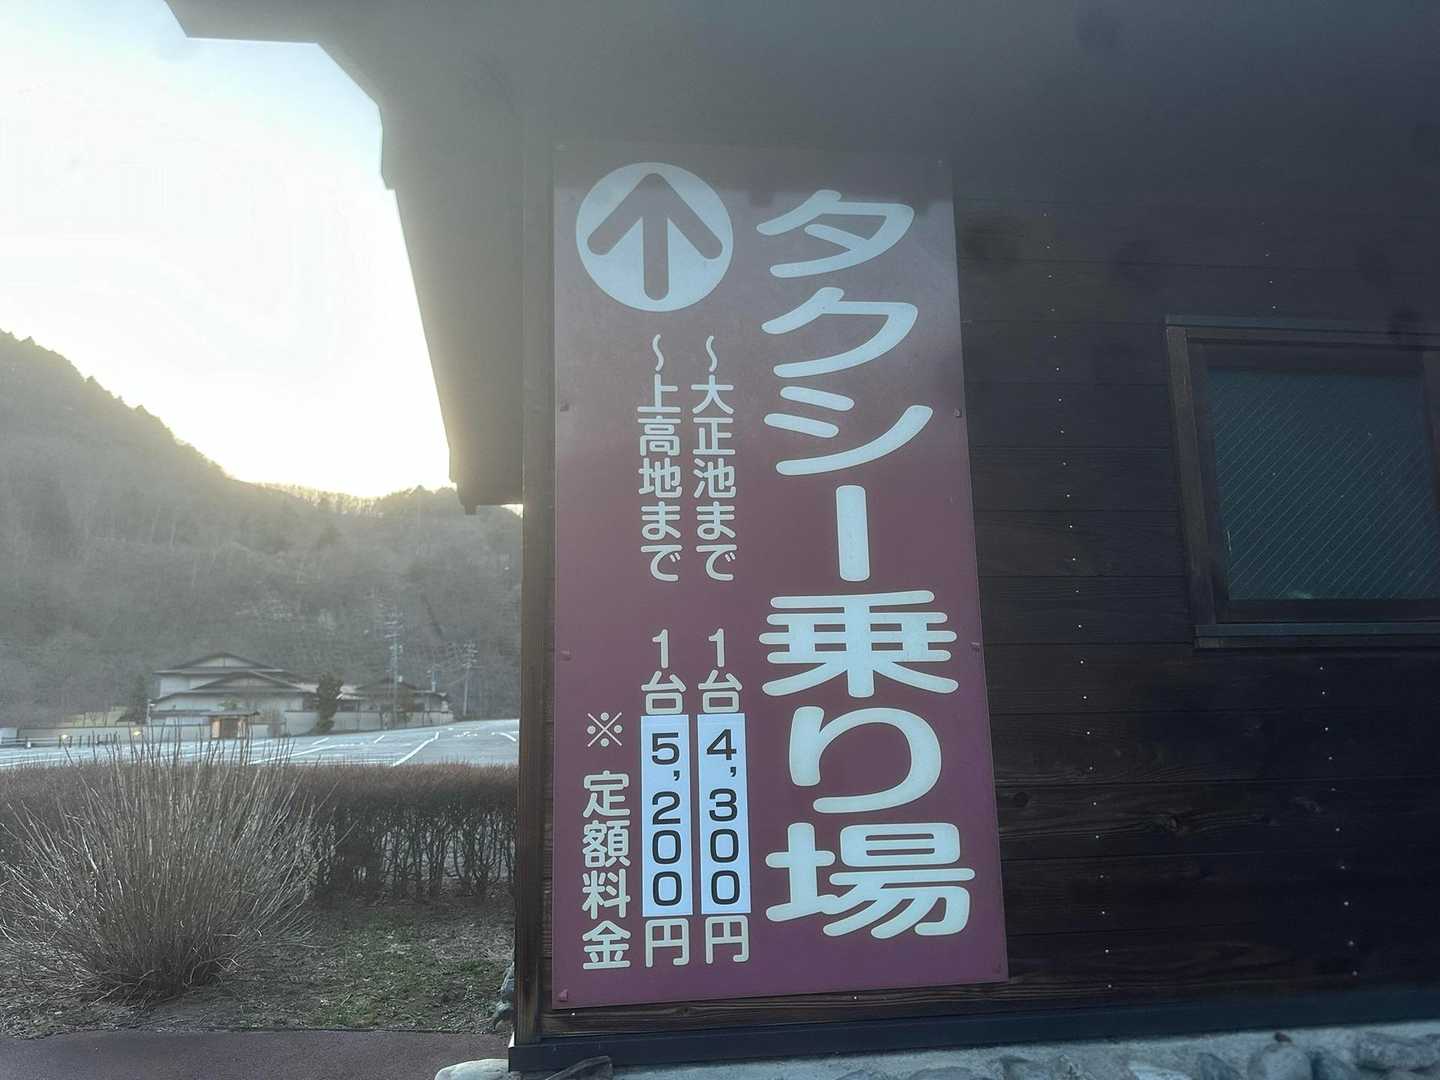 タクシー乗り場
～大正池まで 1台4,300円
～上高地まで 1台5,200円
※定額料金